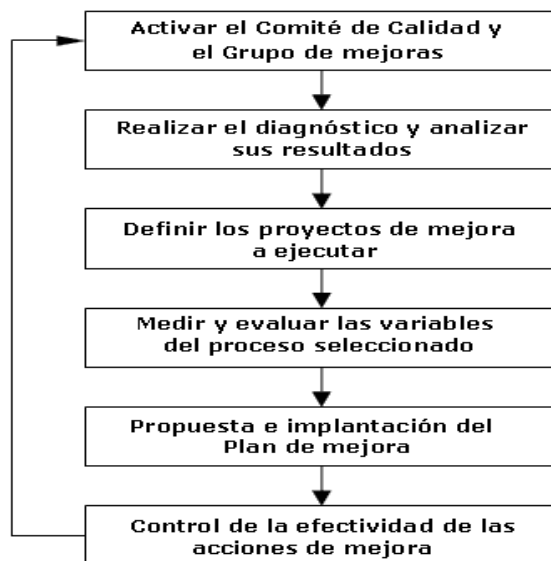 Activar el Comité de Calidad y
el Grupo de mejoras
Realizar el diagnóstico y analizar
sus resultados
Definir los proyectos de mejora
a ejecutar
Medir y evaluar las variables
del proceso seleccionado
Propuesta e implantación del
Plan de mejora
Control de la efectividad de las
acciones de mejora